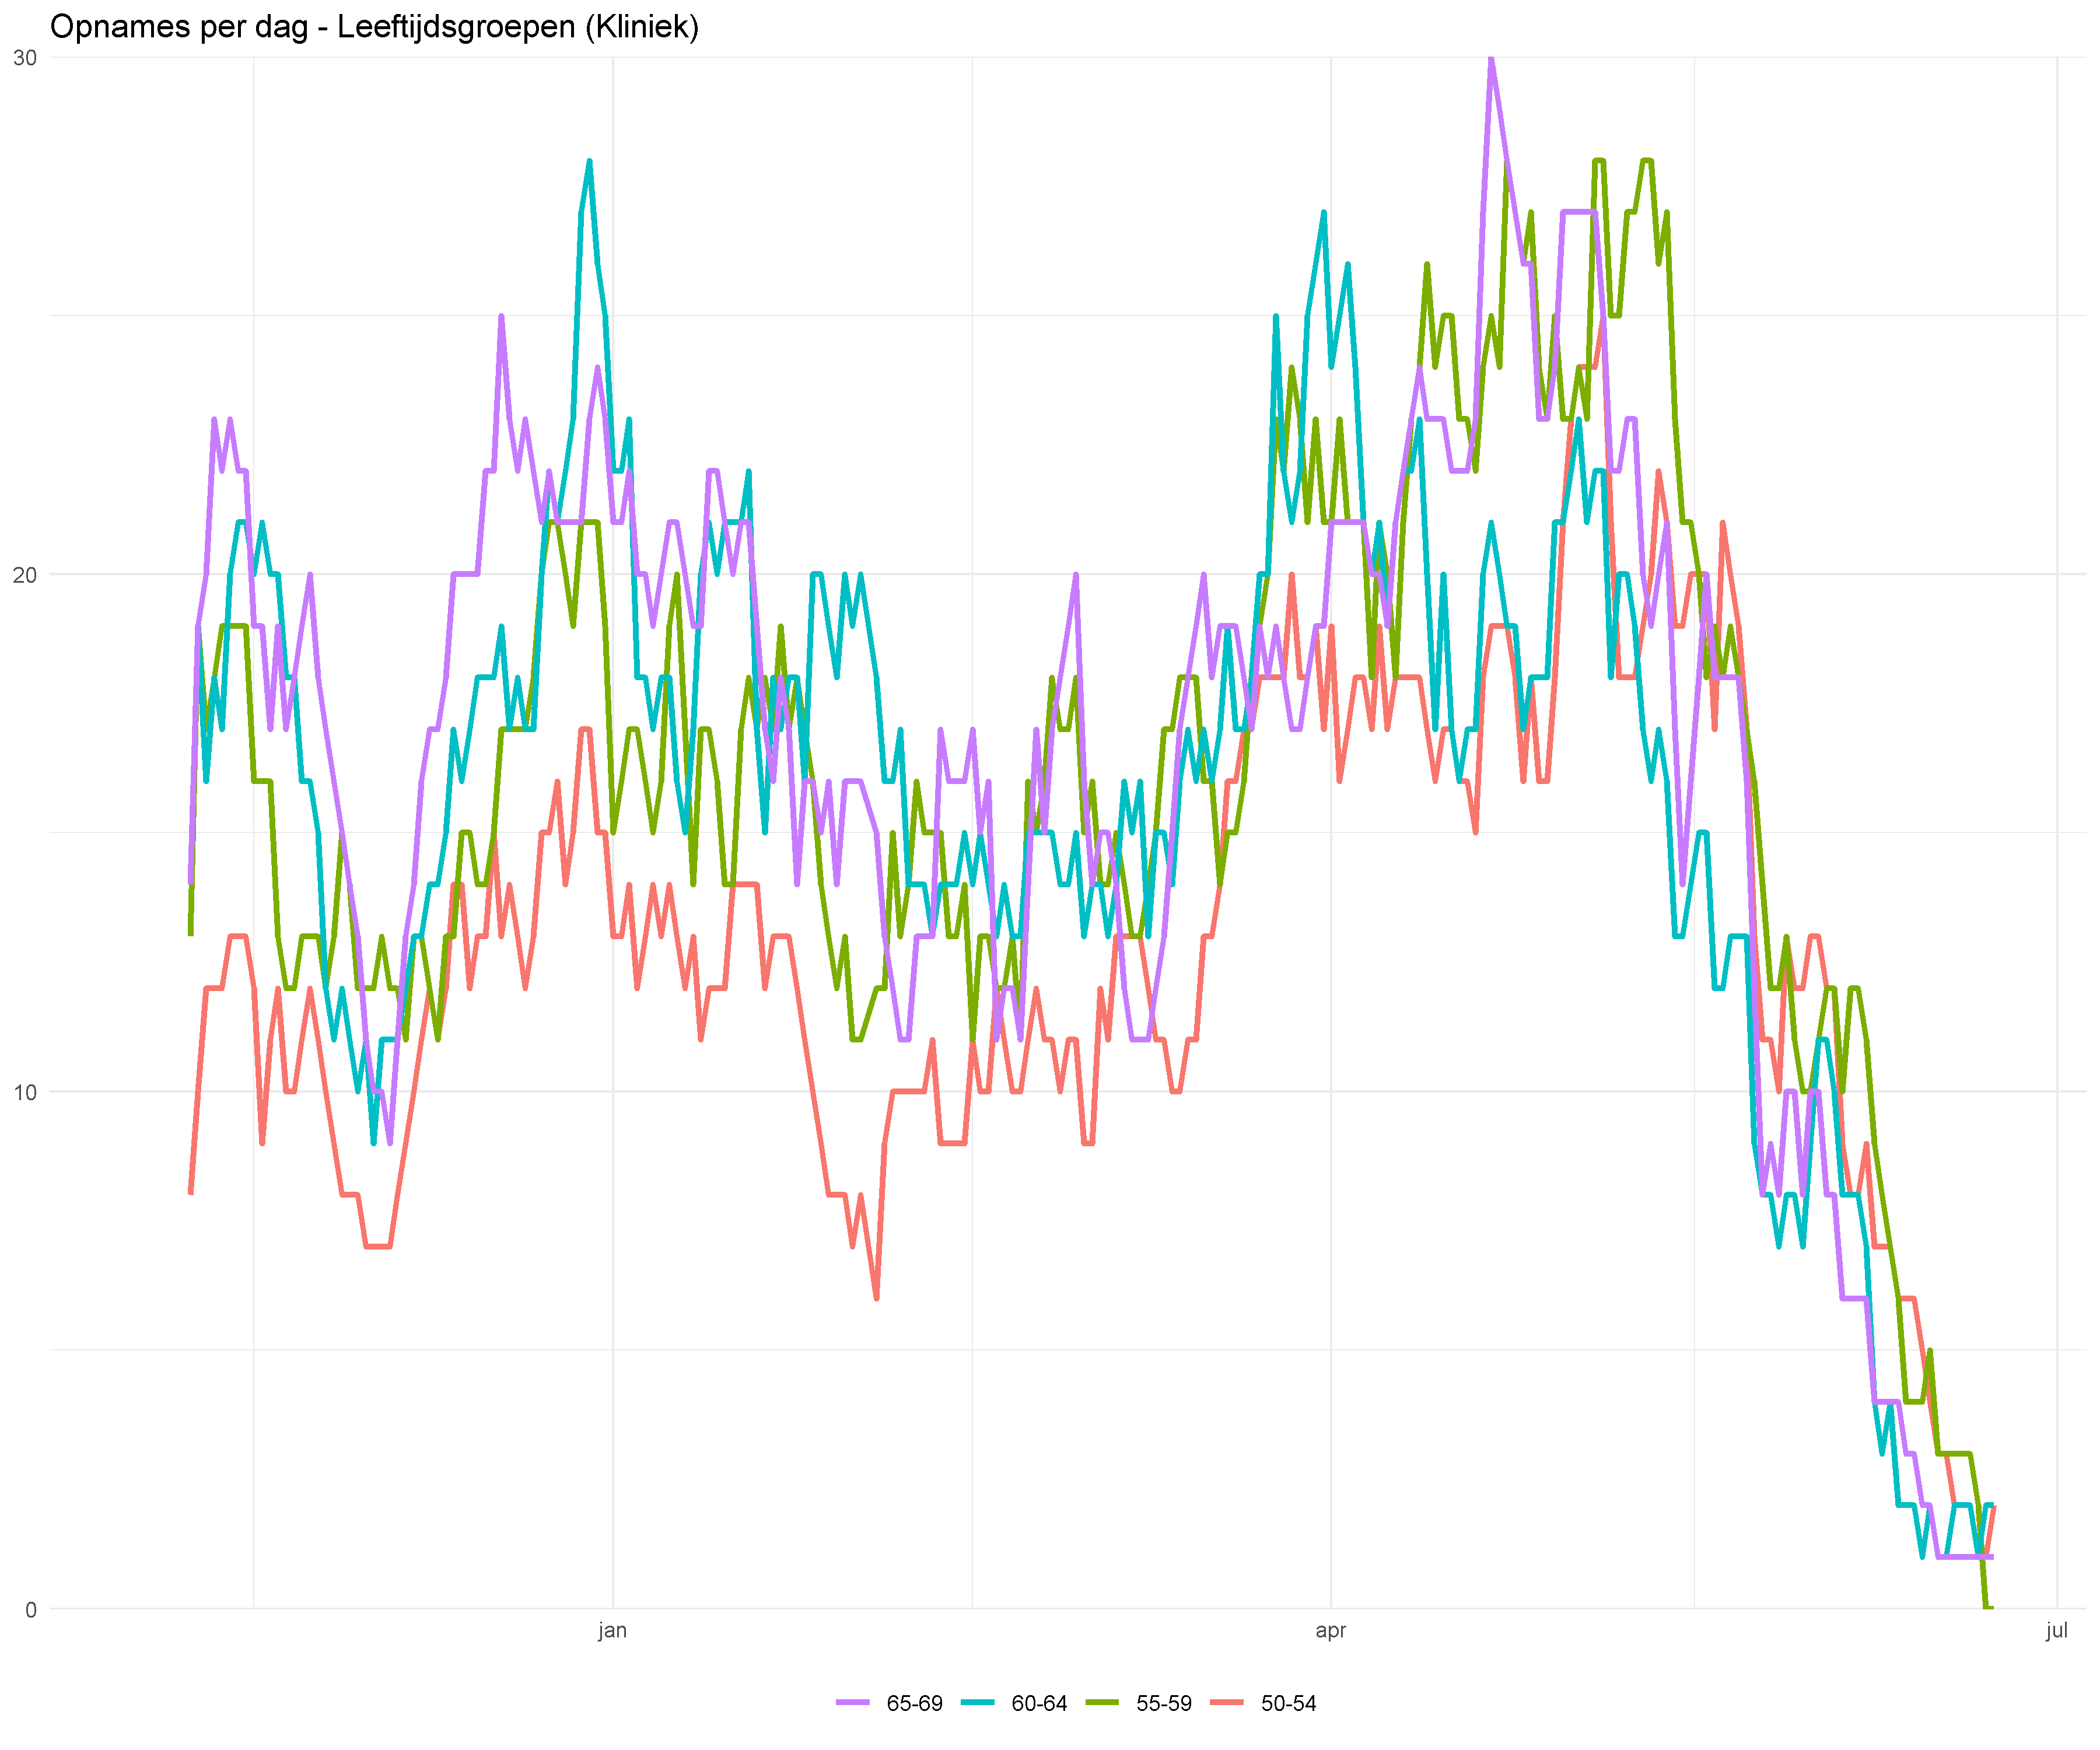 Opnames per dag - Leeftijdsgroepen (Kliniek)
30
20
10
0
jan apr jul
65-69 60-64 55-59 50-54